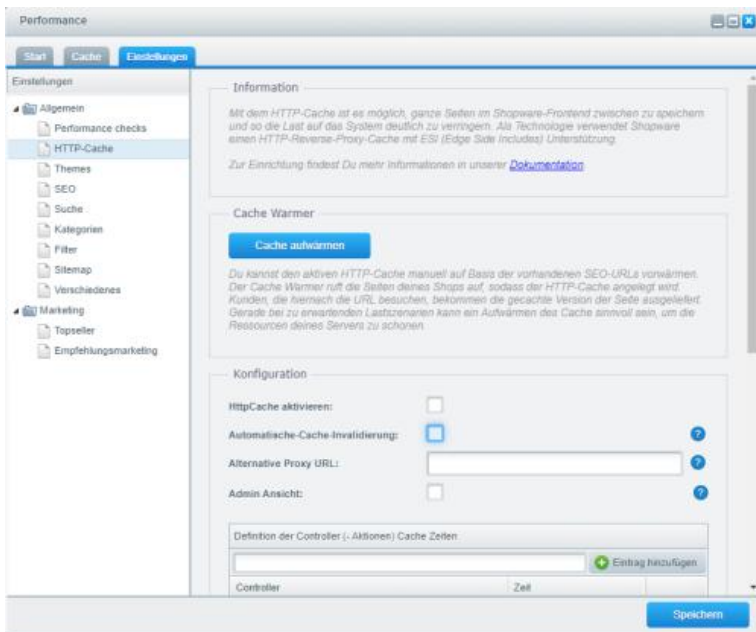 Performance
Start
Cache
Einstellungen
Einstellungen
Allgemein
Performance checks
HTTP-Cache
Themes
SEO
Suche
Kategorien
Filter
Sitemap
Verschiedenes
Marketing
Topseller
Empfehlungsmarketing
Information
Mit dem HTTP-Cache ist es möglich, ganze Seiten im Shopware-Frontend zwischen zu speichern
und so die Last auf das System deutlich zu verringern. Als Technologie verwendet Shopware
einen HTTP-Reverse-Proxy-Cache mit ESI (Edge Side Includes) Unterstützung.
Zur Einrichtung findest Du mehr Informationen in unserer Dokumentation.
Cache Warmer
Cache aufwärmen
Du kannst den aktiven HTTP-Cache manuell auf Basis der vorhandenen SEO-URLs vorwärmen.
Der Cache Warmer ruft die Seiten deines Shops auf, sodass der HTTP-Cache angelegt wird.
Kunden, die hiernach die URL besuchen, bekommen die gecachte Version der Seite ausgeliefert.
Gerade bei zu erwartenden Lastszenarien kann ein Aufwärmen des Cache sinnvoll sein, um die
Ressourcen deines Servers zu schonen.
Konfiguration
HttpCache aktivieren:
Automatische-Cache-Invalidierung:
?
Alternative Proxy URL:
?
Admin Ansicht:
?
Definition der Controller (- Aktionen) Cache Zeiten
Eintrag hinzufügen
Controller
Zeit
Speichern